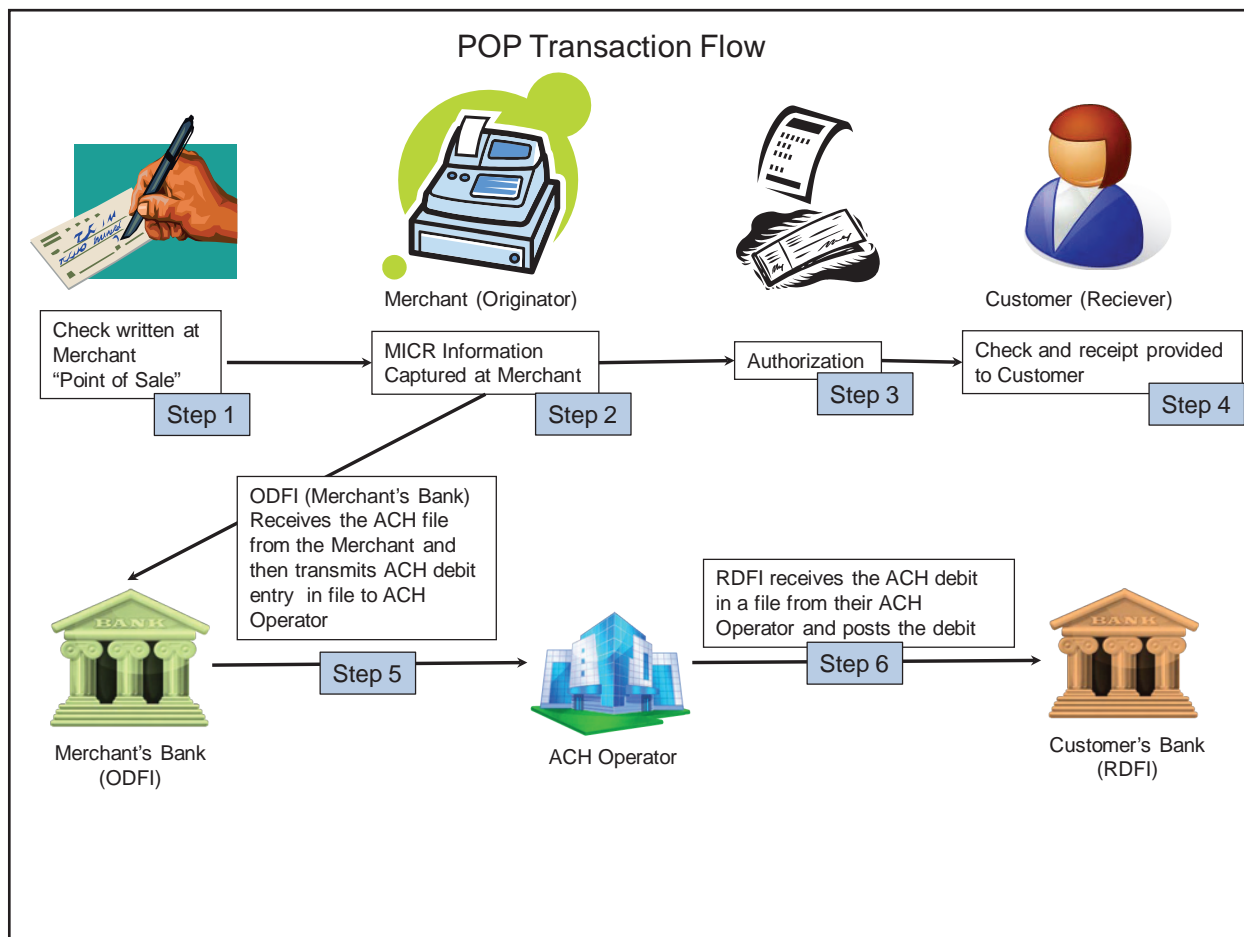 POP Transaction Flow
Merchant (Originator)
Customer (Reciever)
Check written at
Merchant
“Point of Sale”
Step 1
MICR Information
Captured at Merchant
Step 2
Authorization
Step 3
Check and receipt provided
to Customer
Step 4
ODFI (Merchant’s Bank)
Receives the ACH file
from the Merchant and
then transmits ACH debit
entry in file to ACH
Operator
Step 5
RDFI receives the ACH debit
in a file from their ACH
Operator and posts the debit
Step 6
BANK
Merchant’s Bank
(ODFI)
ACH Operator
BANK
Customer’s Bank
(RDFI)